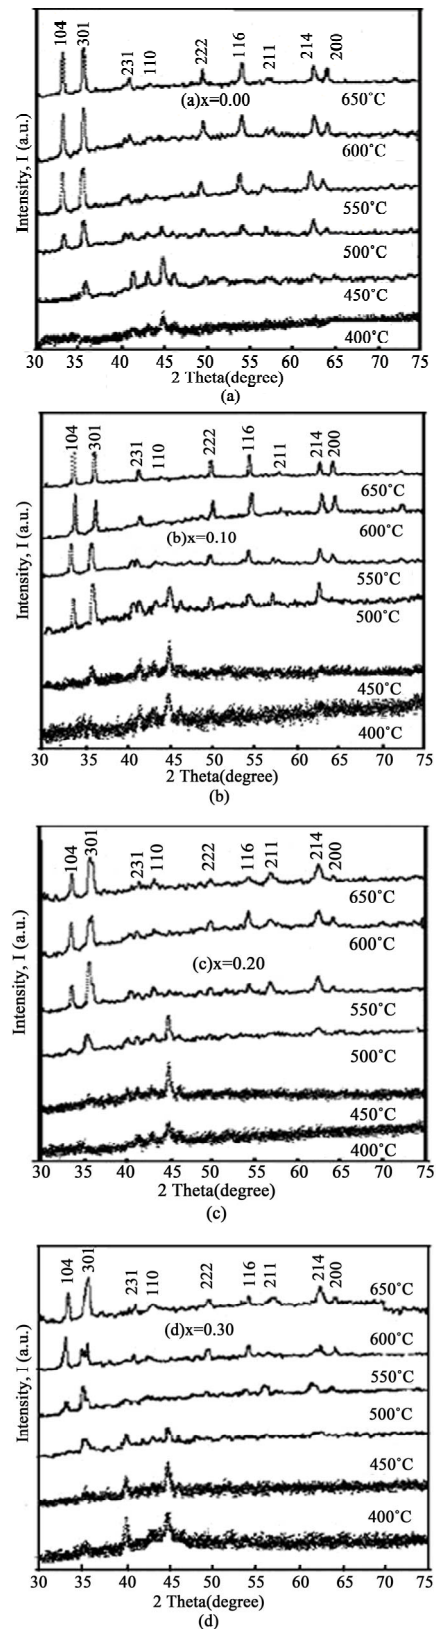 104
301
231
110
222
116
211
214
200
(a)x=0.00
650°C
600°C
550°C
500°C
450°C
400°C
Intensity, I (a.u.)
30 35 40 45 50 55 60 65 70 75
2 Theta(degree)
(a)
104
301
231
110
222
116
211
214
200
650°C
(b)x=0.10
600°C
550°C
500°C
450°C
400°C
Intensity, I (a.u.)
30 35 40 45 50 55 60 65 70 75
2 Theta(degree)
(b)
104
301
231
110
222
116
211
214
200
650°C
600°C
(c)x=0.20
550°C
500°C
450°C
400°C
Intensity, I (a.u.)
30 35 40 45 50 55 60 65 70 75
2 Theta(degree)
(c)
104
301
231
110
222
116
211
214
200
650°C
(d)x=0.30
600°C
550°C
500°C
450°C
400°C
Intensity, I (a.u.)
30 35 40 45 50 55 60 65 70 75
2 Theta(degree)
(d)